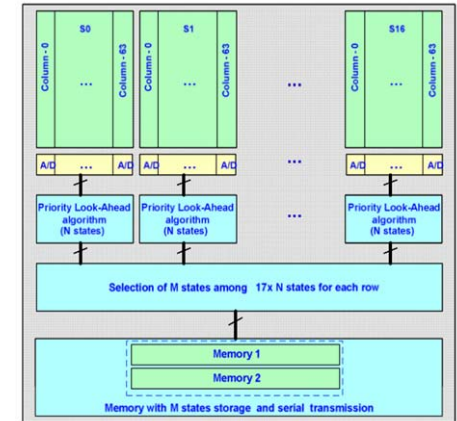 S0 S1 S16
Column - 0 ... Column - 63 Column - 0 ... Column - 63 ... Column - 0 ... Column - 63
A/D ... A/D A/D ... A/D ... A/D ... A/D
Priority Look-Ahead Priority Look-Ahead Priority Look-Ahead
algorithm algorithm ... algorithm
(N states) (N states) (N states)
Selection of M states among 17x N states for each row
Memory 1
Memory 2
Memory with M states storage and serial transmission